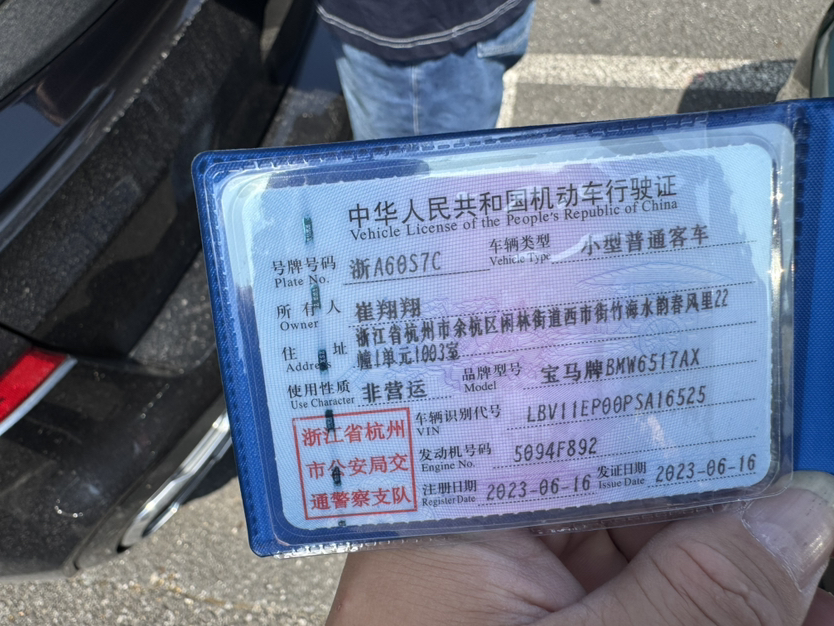 中华人民共和国机动车行驶证
Vehicle License of the People's Republic of China
号牌号码 浙A60S7C 车辆类型 小型普通客车
Plate No. Vehicle Type
所有人 崔翔翔
Owner
住址 浙江省杭州市余杭区闲林街道西市街竹海水韵春风里22
Address 幢1单元1003室
使用性质 非营运 品牌型号 宝马牌BMW6517AX
Use Character Model
车辆识别代号 LBV11EP00PSA16525
VIN
发动机号码 5094F892
Engine No.
注册日期 2023-06-16 发证日期 2023-06-16
Register Date Issue Date
浙江省杭州
市公安局交
通警察支队